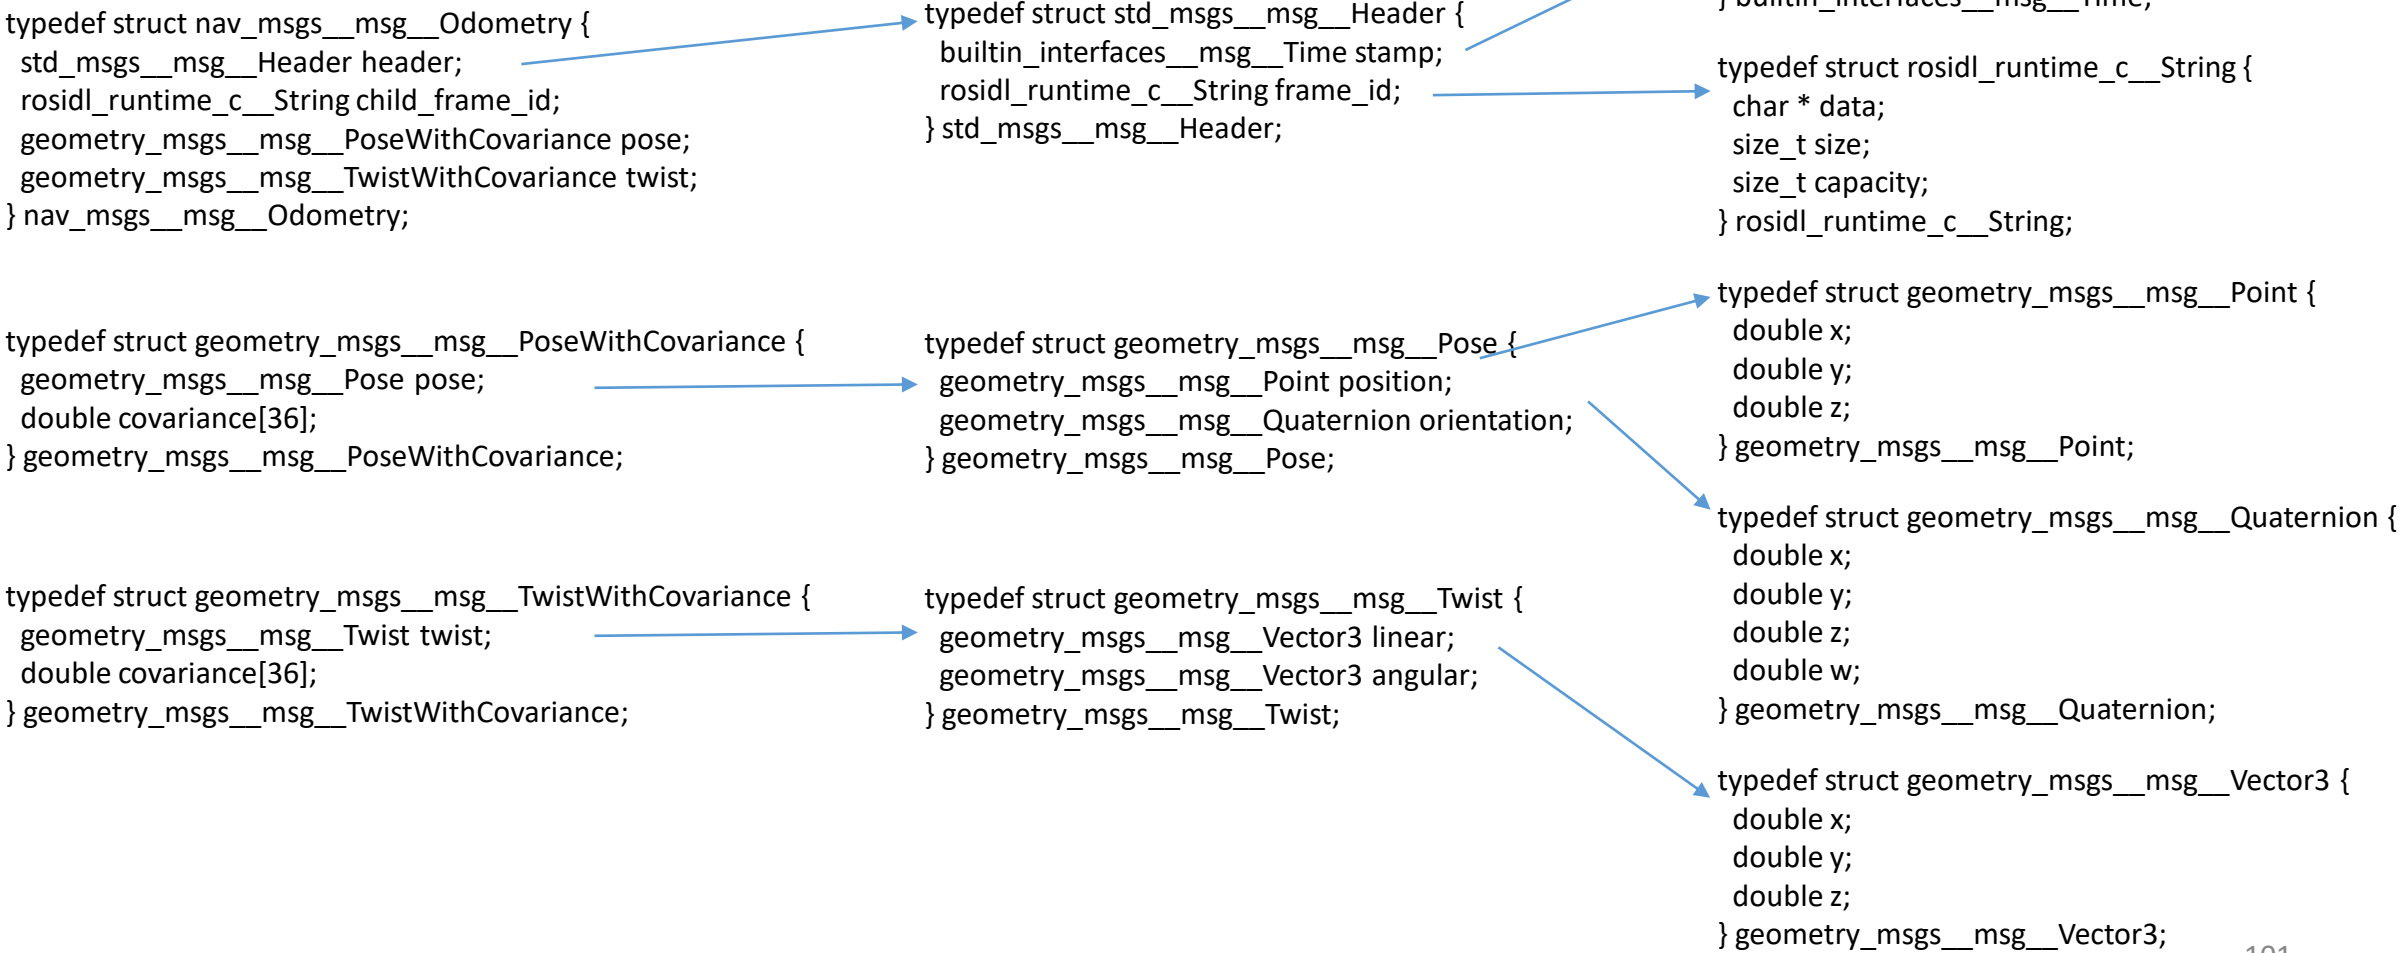 typedef struct nav_msgs__msg__Odometry {
std_msgs__msg__Header header;
rosidl_runtime_c__String child_frame_id;
geometry_msgs__msg__PoseWithCovariance pose;
geometry_msgs__msg__TwistWithCovariance twist;
} nav_msgs__msg__Odometry;
typedef struct geometry_msgs__msg__PoseWithCovariance {
geometry_msgs__msg__Pose pose;
double covariance[36];
} geometry_msgs__msg__PoseWithCovariance;
typedef struct geometry_msgs__msg__TwistWithCovariance {
geometry_msgs__msg__Twist twist;
double covariance[36];
} geometry_msgs__msg__TwistWithCovariance;
typedef struct std_msgs__msg__Header {
builtin_interfaces__msg__Time stamp;
rosidl_runtime_c__String frame_id;
} std_msgs__msg__Header;
typedef struct geometry_msgs__msg__Pose {
geometry_msgs__msg__Point position;
geometry_msgs__msg__Quaternion orientation;
} geometry_msgs__msg__Pose;
typedef struct geometry_msgs__msg__Twist {
geometry_msgs__msg__Vector3 linear;
geometry_msgs__msg__Vector3 angular;
} geometry_msgs__msg__Twist;
} builtin_interfaces__msg__Time;
typedef struct rosidl_runtime_c__String {
char * data;
size_t size;
size_t capacity;
} rosidl_runtime_c__String;
typedef struct geometry_msgs__msg__Point {
double x;
double y;
double z;
} geometry_msgs__msg__Point;
typedef struct geometry_msgs__msg__Quaternion {
double x;
double y;
double z;
double w;
} geometry_msgs__msg__Quaternion;
typedef struct geometry_msgs__msg__Vector3 {
double x;
double y;
double z;
} geometry_msgs__msg__Vector3;